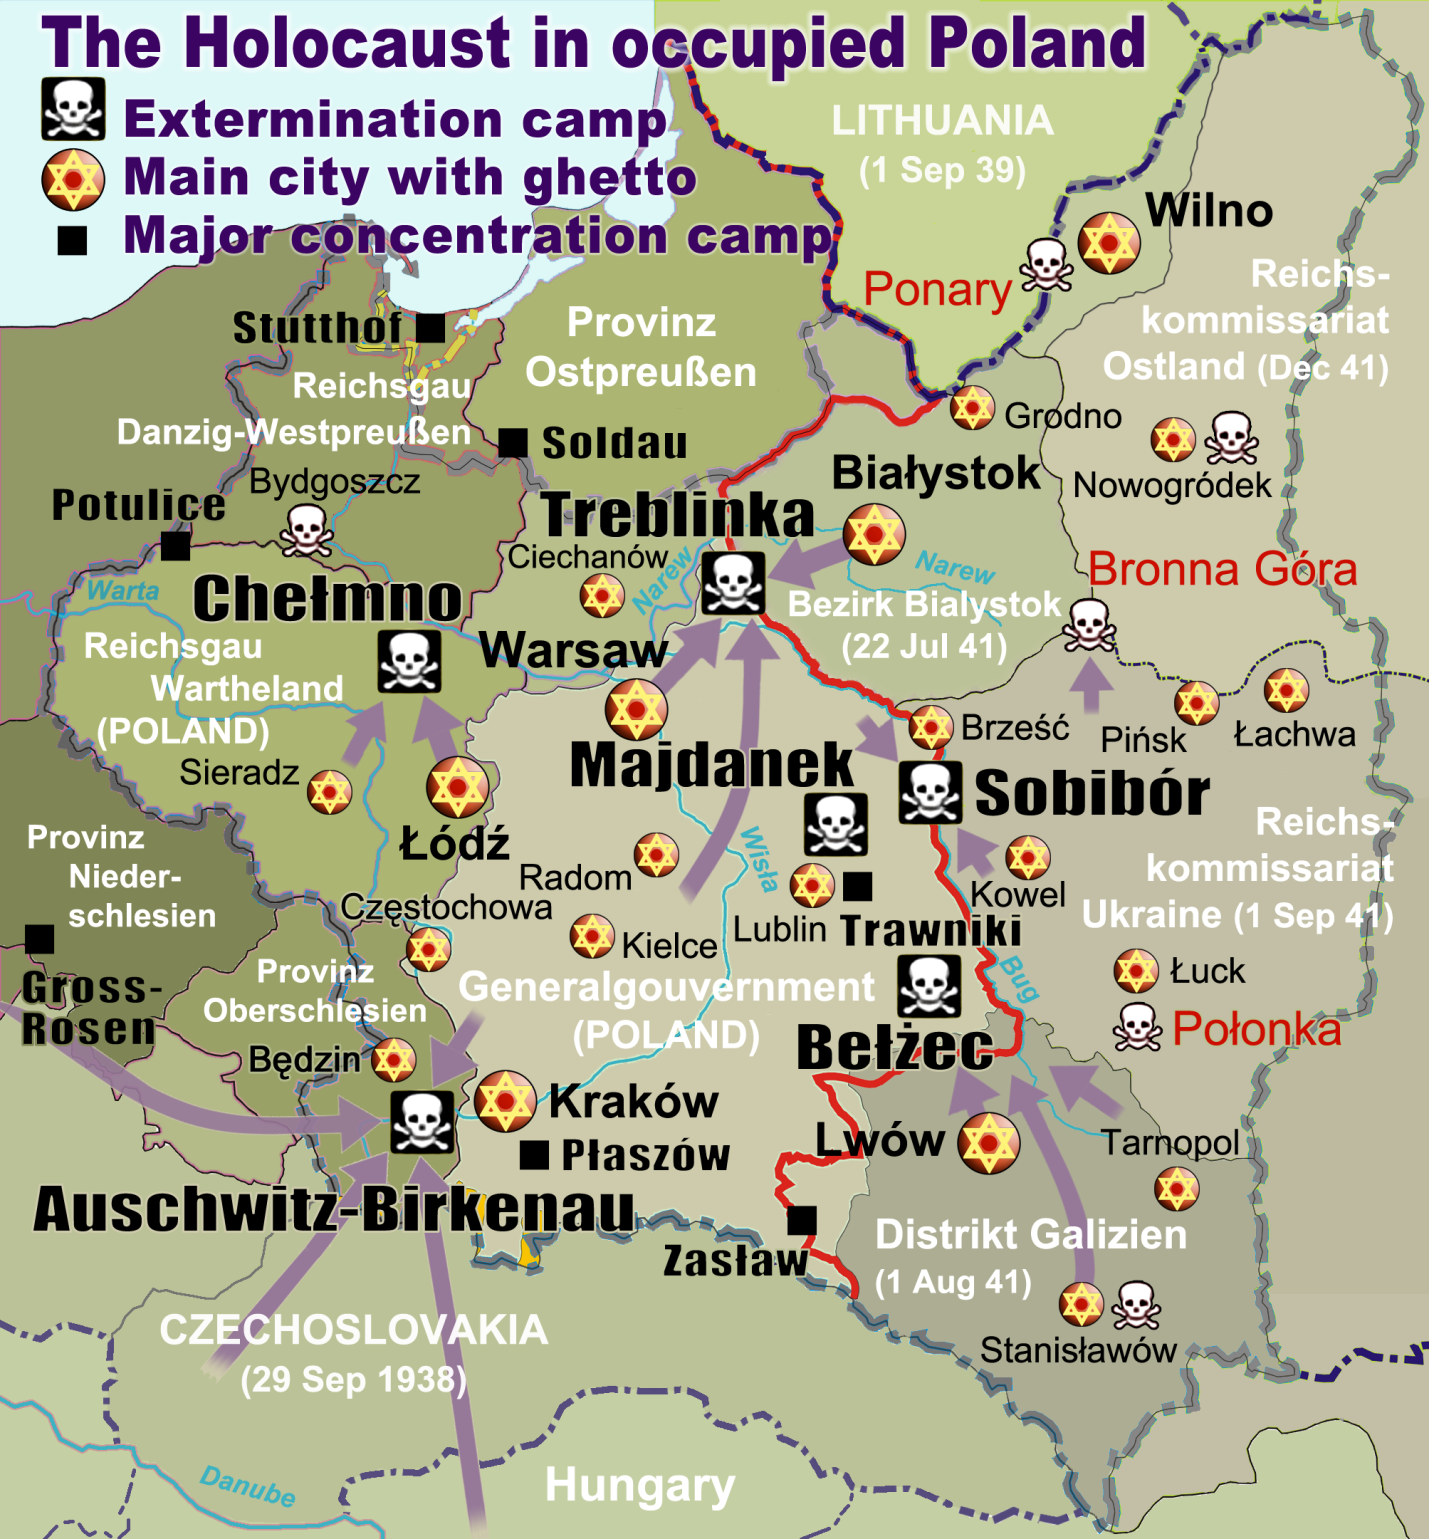 The Holocaust in occupied Poland
Extermination camp
Main city with ghetto
Major concentration camp
LITHUANIA
(1 Sep 39)
Wilno
Ponary
Reichs-
kommissariat
Ostland (Dec 41)
Stutthof
Provinz
Ostpreußen
Reichsgau
Danzig-Westpreußen
Grodno
Soldau
Nowogródek
Białystok
Bydgoszcz
Potulice
Treblinka
Ciechanów
Narew
Narew
Bronna Góra
Warta
Chełmno
Bezirk Bialystok
(22 Jul 41)
Reichsgau
Wartheland
(POLAND)
Warsaw
Brześć
Pińsk
Łachwa
Sieradz
Majdanek
Sobibór
Provinz
Nieder-
schlesien
Łódź
Wisła
Reichs-
kommissariat
Ukraine (1 Sep 41)
Radom
Kowel
Częstochowa
Kielce
Lublin
Trawniki
Łuck
Provinz
Oberschlesien
Generalgouvernment
(POLAND)
Bug
Gross-
Rosen
Połonka
Bełżec
Będzin
Kraków
Płaszów
Lwów
Tarnopol
Auschwitz-Birkenau
Zasław
Distrikt Galizien
(1 Aug 41)
CZECHOSLOVAKIA
(29 Sep 1938)
Stanisławów
Danube
Hungary